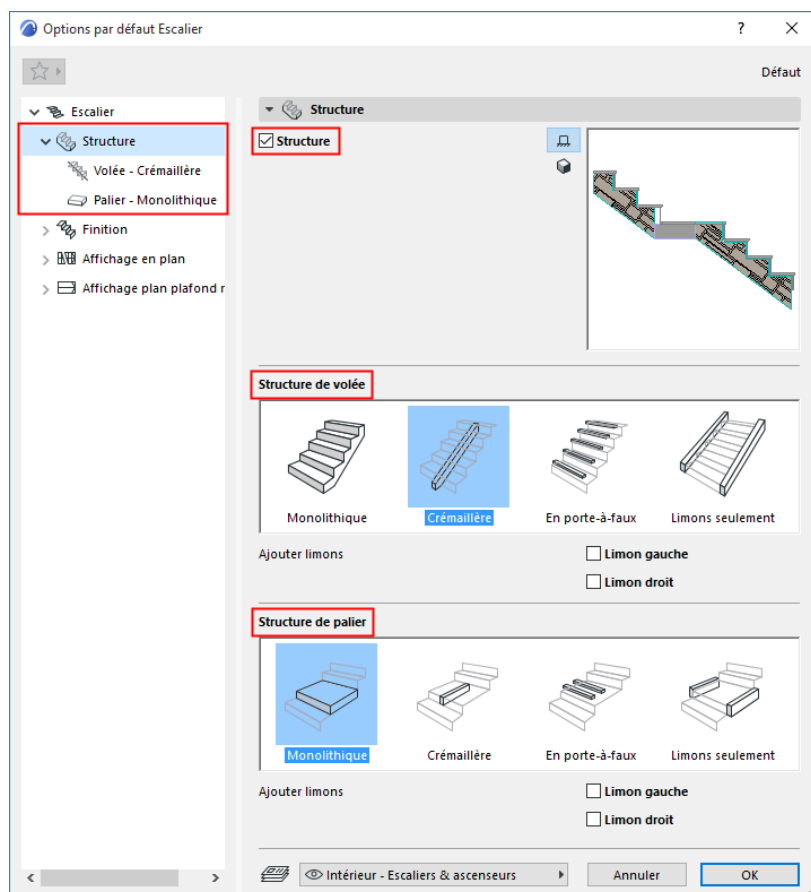 Options par défaut Escalier
?
Défaut
Escalier
Structure
Volée - Crémaillère
Palier - Monolithique
Finition
Affichage en plan
Affichage plan plafond r
Structure
Structure
Structure de volée
Monolithique
Crémaillère
En porte-à-faux
Limons seulement
Ajouter limons
Limon gauche
Limon droit
Structure de palier
Monolithique
Crémaillère
En porte-à-faux
Limons seulement
Ajouter limons
Limon gauche
Limon droit
Intérieur - Escaliers & ascenseurs
Annuler
OK